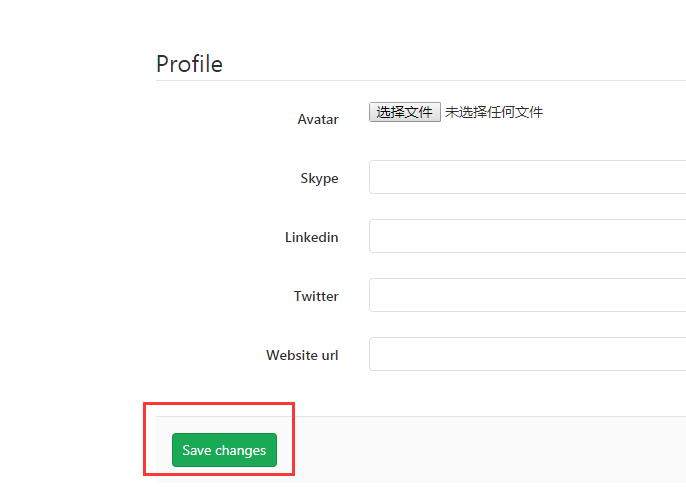 Profile
Avatar 选择文件 未选择任何文件
Skype
Linkedin
Twitter
Website url
Save changes